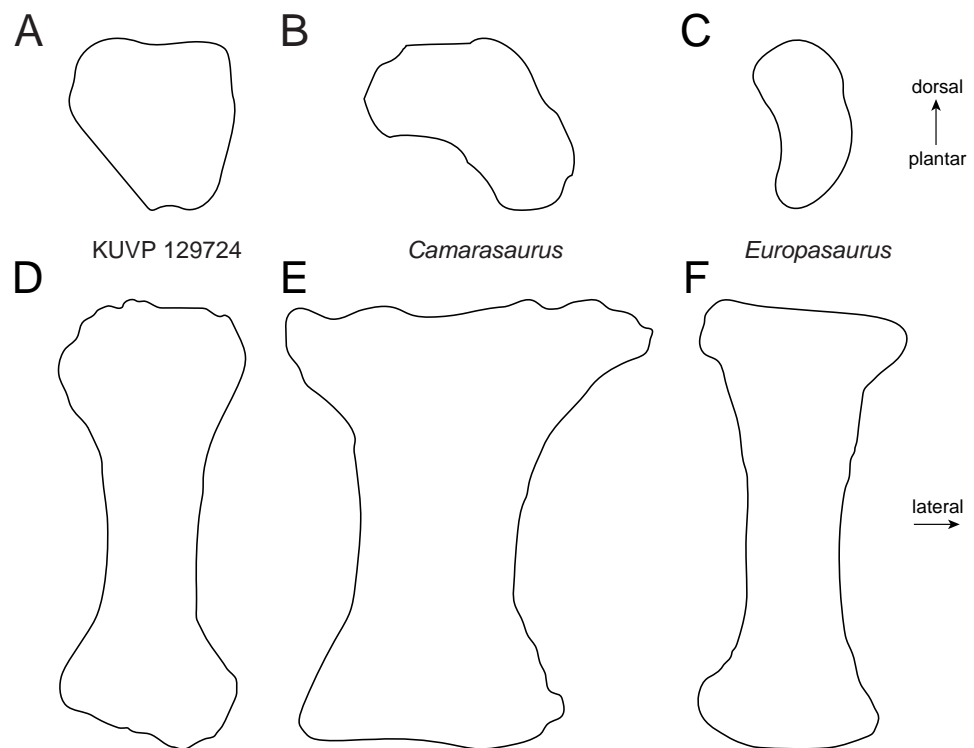 A
B
C
dorsal
plantar
KUVP 129724
Camarasaurus
Europasaurus
D
E
F
lateral